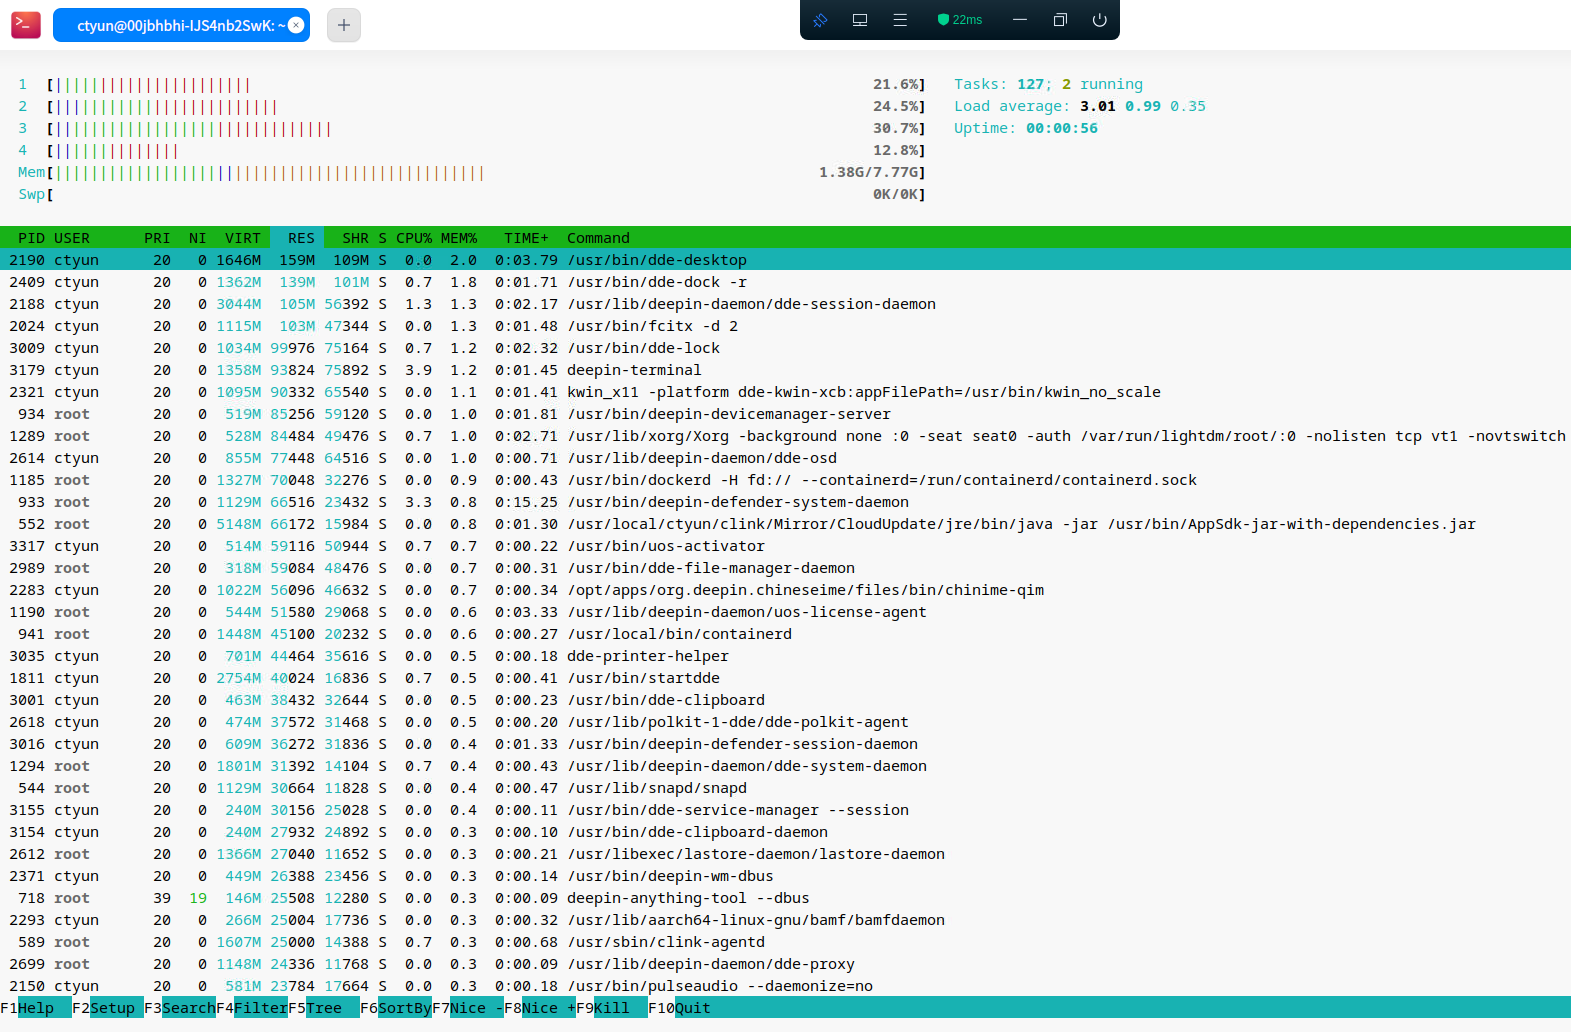 ctyun@00jbhbhi-IJS4nb2SwK: ~
22ms
1 [|||||||||||||||||||||| 21.6%] Tasks: 127; 2 running
2 [||||||||||||||||||||||||| 24.5%] Load average: 3.01 0.99 0.35
3 [||||||||||||||||||||||||||||||| 30.7%] Uptime: 00:00:56
4 [|||||||||||||| 12.8%]
Mem[|||||||||||||||||||||||||||||||||||||||||||||||| 1.38G/7.77G]
Swp[ 0K/0K]
PID USER PRI NI VIRT RES SHR S CPU% MEM% TIME+ Command
2190 ctyun 20 0 1646M 159M 109M S 0.0 2.0 0:03.79 /usr/bin/dde-desktop
2409 ctyun 20 0 1362M 139M 101M S 0.7 1.8 0:01.71 /usr/bin/dde-dock -r
2188 ctyun 20 0 3044M 105M 56392 S 1.3 1.3 0:02.17 /usr/lib/deepin-daemon/dde-session-daemon
2024 ctyun 20 0 1115M 103M 47344 S 0.0 1.3 0:01.48 /usr/bin/fcitx -d 2
3009 ctyun 20 0 1034M 99976 75164 S 0.7 1.2 0:02.32 /usr/bin/dde-lock
3179 ctyun 20 0 1358M 93824 75892 S 3.9 1.2 0:01.45 deepin-terminal
2321 ctyun 20 0 1095M 90332 65540 S 0.0 1.1 0:01.41 kwin_x11 -platform dde-kwin-xcb:appFilePath=/usr/bin/kwin_no_scale
934 root 20 0 519M 85256 59120 S 0.0 1.0 0:01.81 /usr/bin/deepin-devicemanager-server
1289 root 20 0 528M 84484 49476 S 0.7 1.0 0:02.71 /usr/lib/xorg/Xorg -background none :0 -seat seat0 -auth /var/run/lightdm/root/:0 -nolisten tcp vt1 -novtswitch
2614 ctyun 20 0 855M 77448 64516 S 0.0 1.0 0:00.71 /usr/lib/deepin-daemon/dde-osd
1185 root 20 0 1327M 70048 32276 S 0.0 0.9 0:00.43 /usr/bin/dockerd -H fd:// --containerd=/run/containerd/containerd.sock
933 root 20 0 1129M 66516 23432 S 3.3 0.8 0:15.25 /usr/bin/deepin-defender-system-daemon
552 root 20 0 5148M 66172 15984 S 0.0 0.8 0:01.30 /usr/local/ctyun/clink/Mirror/CloudUpdate/jre/bin/java -jar /usr/bin/AppSdk-jar-with-dependencies.jar
3317 ctyun 20 0 514M 59116 50944 S 0.7 0.7 0:00.22 /usr/bin/uos-activator
2989 root 20 0 318M 59084 48476 S 0.0 0.7 0:00.31 /usr/bin/dde-file-manager-daemon
2283 ctyun 20 0 1022M 56096 46632 S 0.0 0.7 0:00.34 /opt/apps/org.deepin.chineseime/files/bin/chinime-qim
1190 root 20 0 544M 51580 29068 S 0.0 0.6 0:03.33 /usr/lib/deepin-daemon/uos-license-agent
941 root 20 0 1448M 45100 20232 S 0.0 0.6 0:00.27 /usr/local/bin/containerd
3035 ctyun 20 0 701M 44464 35616 S 0.0 0.5 0:00.18 dde-printer-helper
1811 ctyun 20 0 2754M 40024 16836 S 0.7 0.5 0:00.41 /usr/bin/startdde
3001 ctyun 20 0 463M 38432 32644 S 0.0 0.5 0:00.23 /usr/bin/dde-clipboard
2618 ctyun 20 0 474M 37572 31468 S 0.0 0.5 0:00.20 /usr/lib/polkit-1-dde/dde-polkit-agent
3016 ctyun 20 0 609M 36272 31836 S 0.0 0.4 0:01.33 /usr/bin/deepin-defender-session-daemon
1294 root 20 0 1801M 31392 14104 S 0.7 0.4 0:00.43 /usr/lib/deepin-daemon/dde-system-daemon
544 root 20 0 1129M 30664 11828 S 0.0 0.4 0:00.47 /usr/lib/snapd/snapd
3155 ctyun 20 0 240M 30156 25028 S 0.0 0.4 0:00.11 /usr/bin/dde-service-manager --session
3154 ctyun 20 0 240M 27932 24892 S 0.0 0.3 0:00.10 /usr/bin/dde-clipboard-daemon
2612 root 20 0 1366M 27040 11652 S 0.0 0.3 0:00.21 /usr/libexec/lastore-daemon/lastore-daemon
2371 ctyun 20 0 449M 26388 23456 S 0.0 0.3 0:00.14 /usr/bin/deepin-wm-dbus
718 root 39 19 146M 25508 12280 S 0.0 0.3 0:00.09 deepin-anything-tool --dbus
2293 ctyun 20 0 266M 25004 17736 S 0.0 0.3 0:00.32 /usr/lib/aarch64-linux-gnu/bamf/bamfdaemon
589 root 20 0 1607M 25000 14388 S 0.7 0.3 0:00.68 /usr/sbin/clink-agentd
2699 root 20 0 1148M 24336 11768 S 0.0 0.3 0:00.09 /usr/lib/deepin-daemon/dde-proxy
2150 ctyun 20 0 581M 23784 17664 S 0.0 0.3 0:00.18 /usr/bin/pulseaudio --daemonize=no
F1Help F2Setup F3SearchF4FilterF5Tree F6SortByF7Nice -F8Nice +F9Kill F10Quit